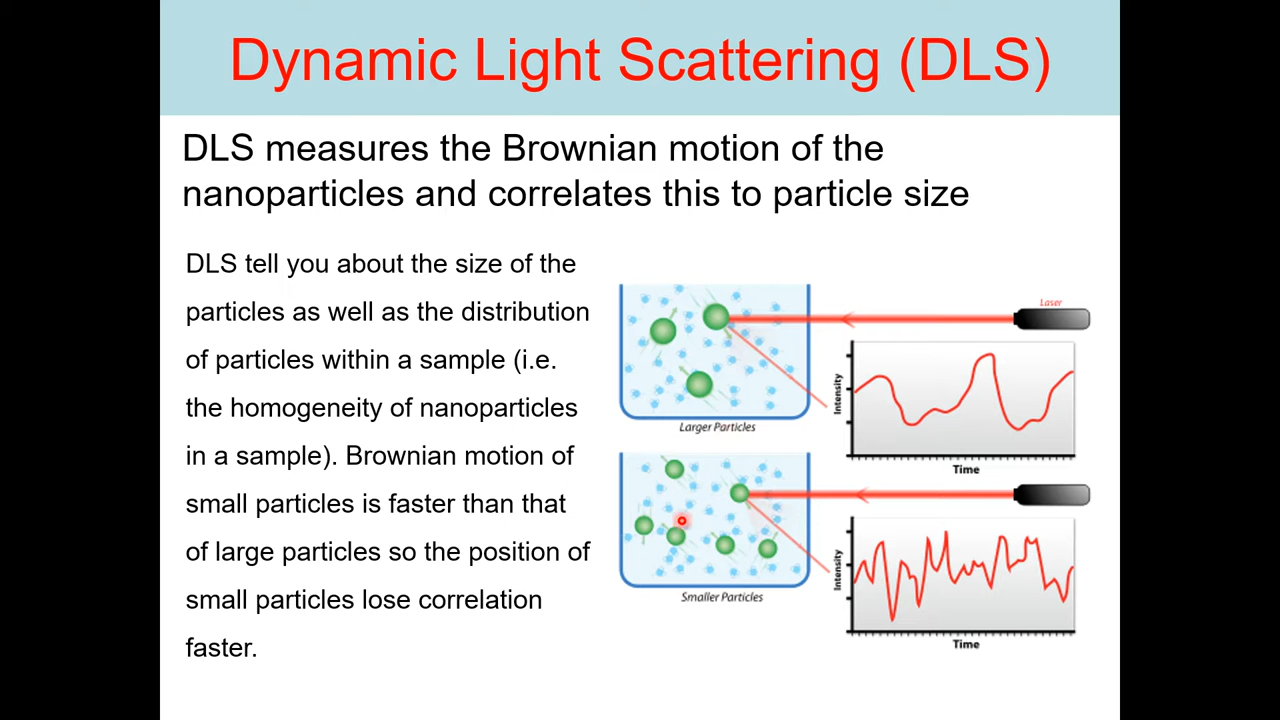 Dynamic Light Scattering (DLS)
DLS measures the Brownian motion of the
nanoparticles and correlates this to particle size
DLS tell you about the size of the
particles as well as the distribution
of particles within a sample (i.e.
the homogeneity of nanoparticles
in a sample). Brownian motion of
small particles is faster than that
of large particles so the position of
small particles lose correlation
faster.
Laser
Intensity
Larger Particles
Time
Intensity
Smaller Particles
Time